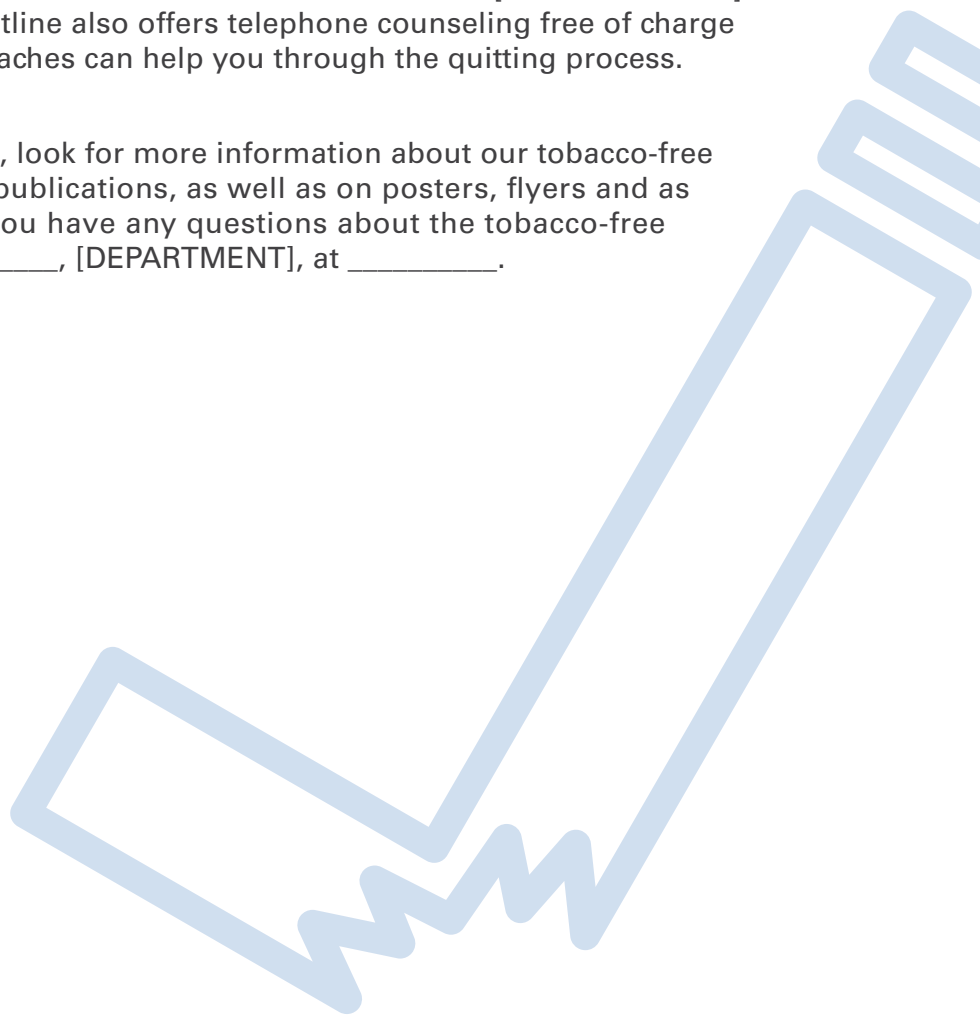 tline also offers telephone counseling free of charge
aches can help you through the quitting process.
, look for more information about our tobacco-free
publications, as well as on posters, flyers and as
ou have any questions about the tobacco-free
____, [DEPARTMENT], at __________.